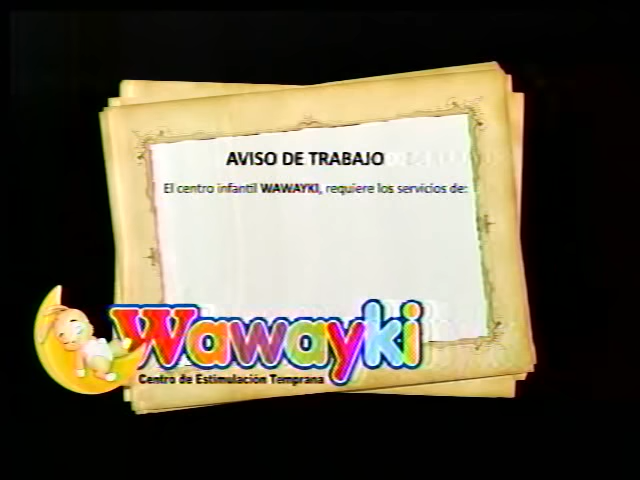 AVISO DE TRABAJO
El centro infantil WAWAYKI, requiere los servicios de:
Wawayki
Centro de Estimulación Temprana